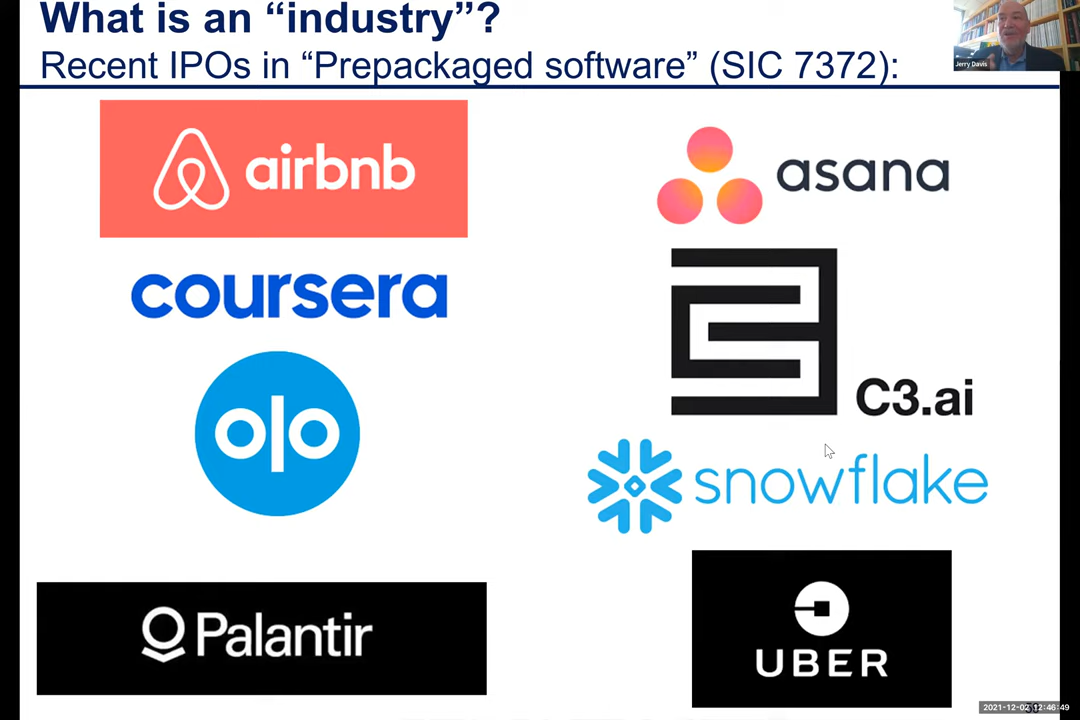 What is an “industry”?
Recent IPOs in “Prepackaged software” (SIC 7372):
Jerry Davis
airbnb
asana
coursera
C3.ai
olo
snowflake
Palantir
UBER
2021-12-02 12:46:49